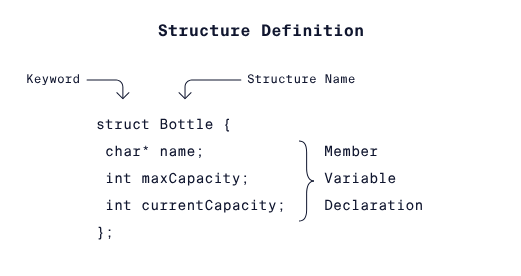 Structure Definition
Keyword
Structure Name
struct Bottle {
char* name;
int maxCapacity;
int currentCapacity;
};
Member
Variable
Declaration